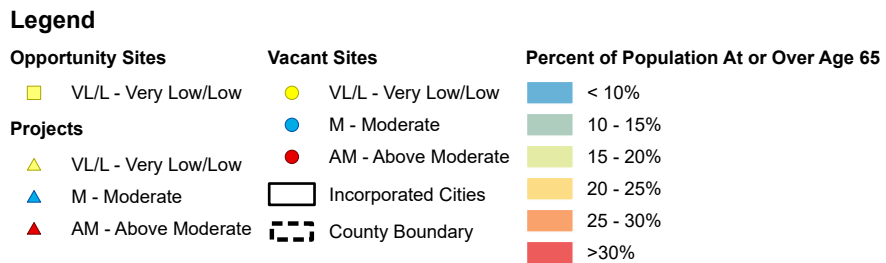 Legend
Opportunity Sites
VL/L - Very Low/Low
Projects
VL/L - Very Low/Low
M - Moderate
AM - Above Moderate
Vacant Sites
VL/L - Very Low/Low
M - Moderate
AM - Above Moderate
Incorporated Cities
County Boundary
Percent of Population At or Over Age 65
< 10%
10 - 15%
15 - 20%
20 - 25%
25 - 30%
>30%